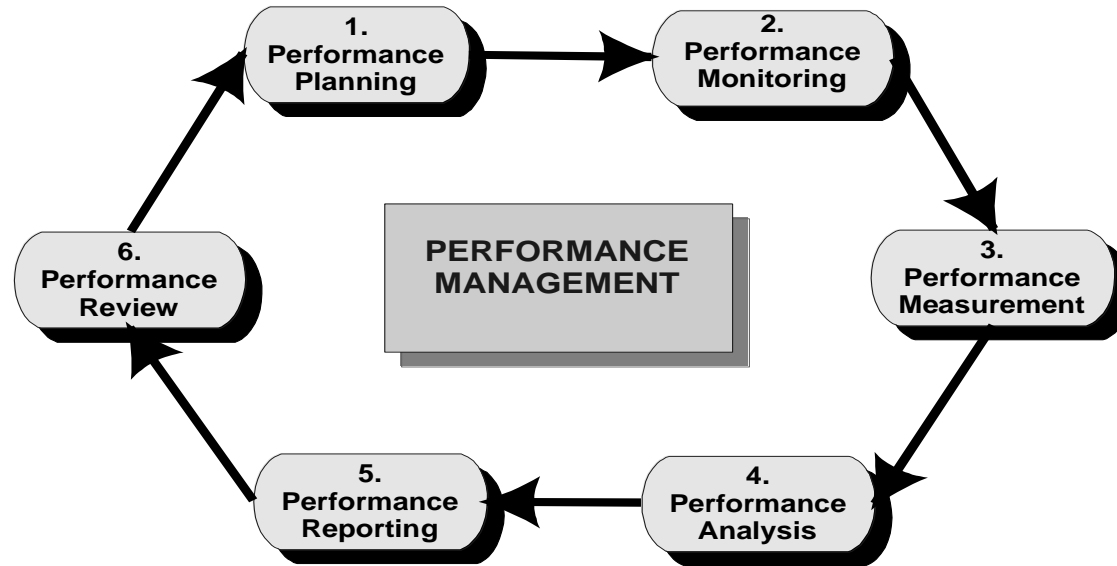 1.
Performance
Planning
2.
Performance
Monitoring
3.
Performance
Measurement
4.
Performance
Analysis
5.
Performance
Reporting
6.
Performance
Review
PERFORMANCE
MANAGEMENT